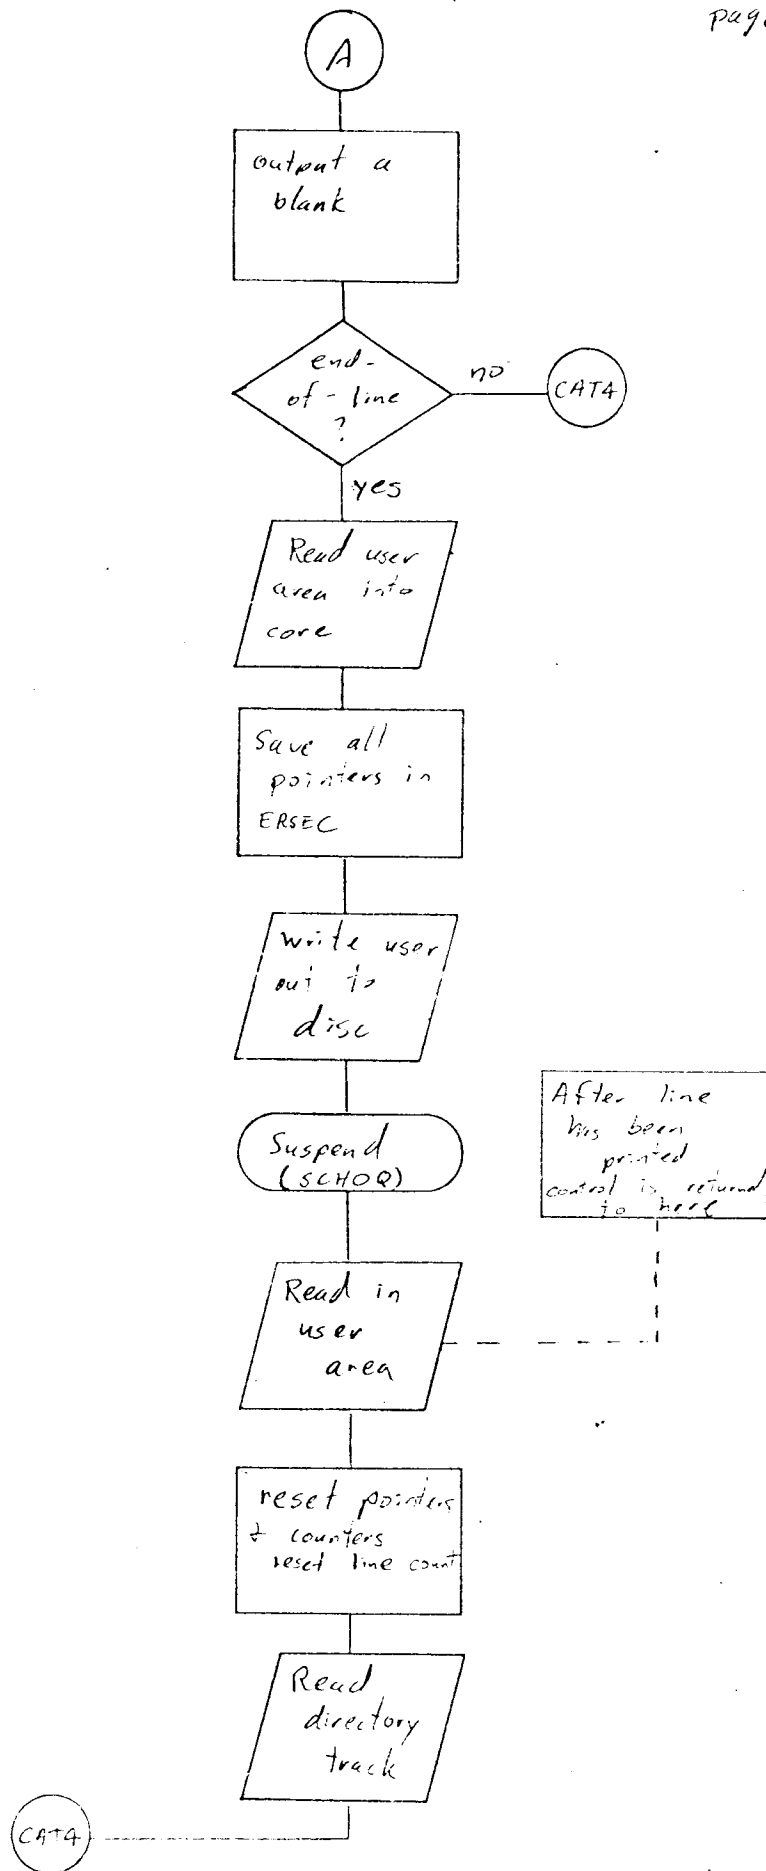 page
A
output a
blank
end-
of-line
?
no
CAT4
yes
Read user
area into
core
Save all
pointers in
ERSEC
write user
out to
disc
Suspend
(SCHOQ)
After line
has been
printed
control is returned
to here
Read in
user
area
reset pointers
& counters
reset line count
Read
directory
track
CAT4